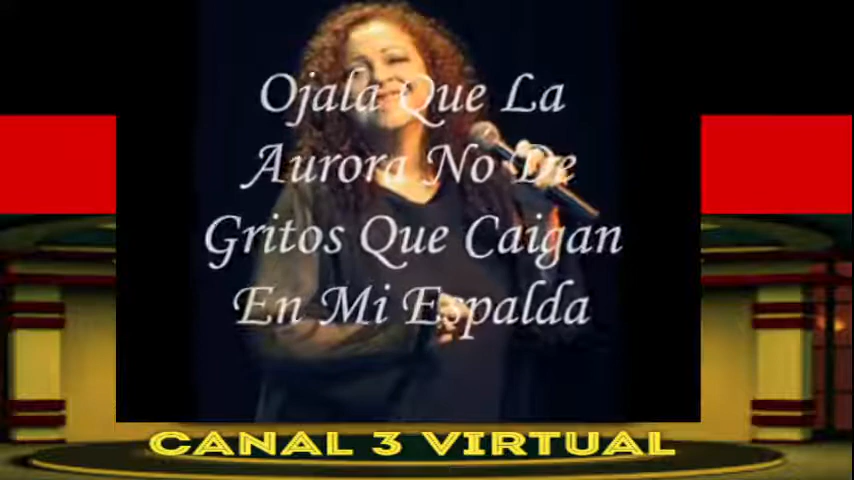 Ojala Que La
Aurora No De
Gritos Que Caigan
En Mi Espalda
CANAL 3 VIRTUAL